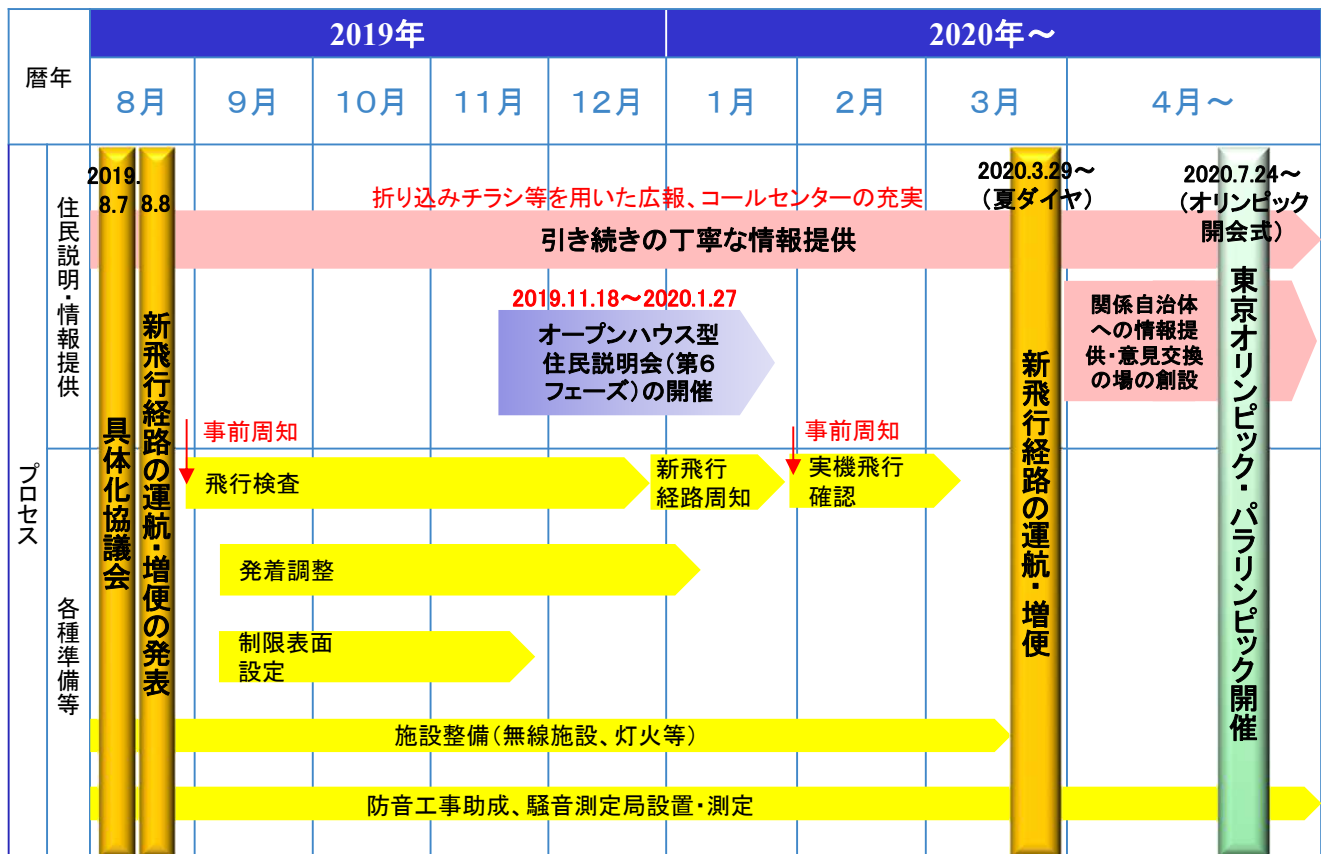 2019年
2020年～
暦年
8月
9月
10月
11月
12月
1月
2月
3月
4月～
プロセス
住民説明・情報提供
2019.
8.7
8.8
具体化協議会
新飛行経路の運航・増便の発表
折り込みチラシ等を用いた広報、コールセンターの充実
引き続きの丁寧な情報提供
2020.3.29～
（夏ダイヤ）
新飛行経路の運航・増便
2020.7.24～
（オリンピック
開会式）
東京オリンピック・パラリンピック開催
2019.11.18～2020.1.27
オープンハウス型
住民説明会（第6
フェーズ）の開催
関係自治体
への情報提
供・意見交換
の場の創設
各種準備等
事前周知
飛行検査
新飛行
経路周知
事前周知
実機飛行
確認
発着調整
制限表面
設定
施設整備（無線施設、灯火等）
防音工事助成、騒音測定局設置・測定